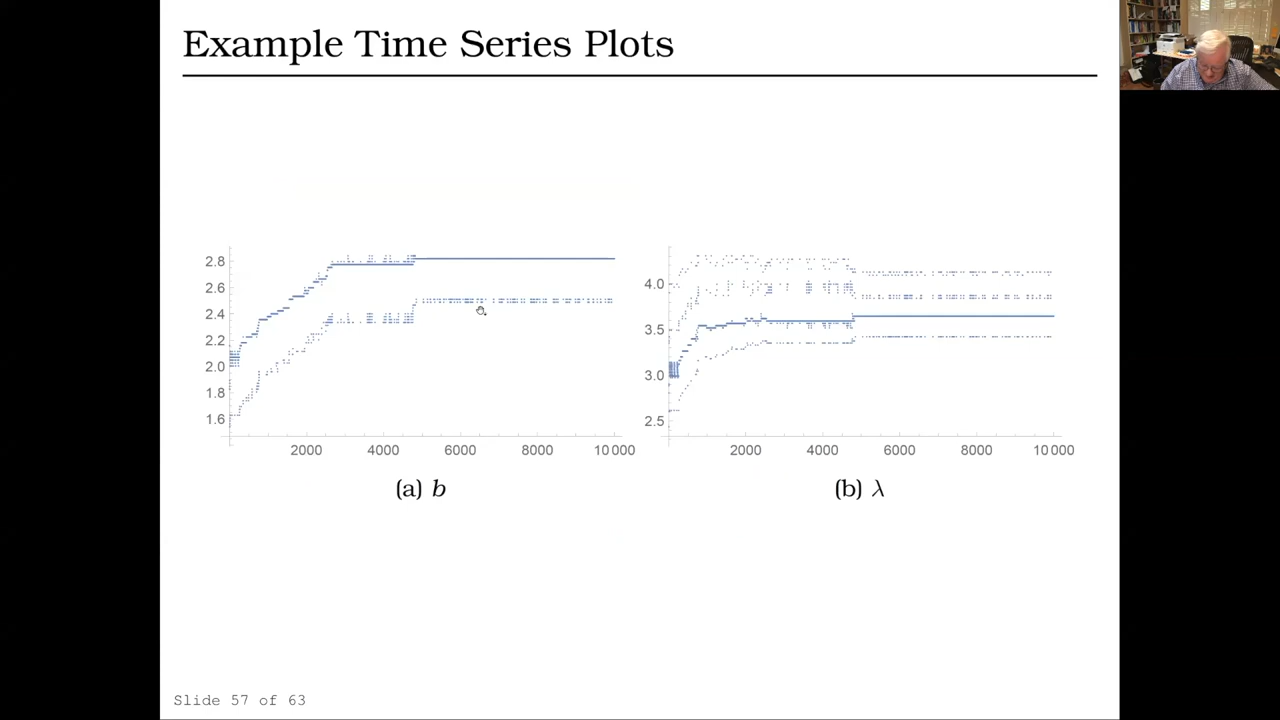 Example Time Series Plots
2.8
2.6
2.4
2.2
2.0
1.8
1.6
2000 4000 6000 8000 10 000
(a) b
4.0
3.5
3.0
2.5
2000 4000 6000 8000 10 000
(b) λ
Slide 57 of 63